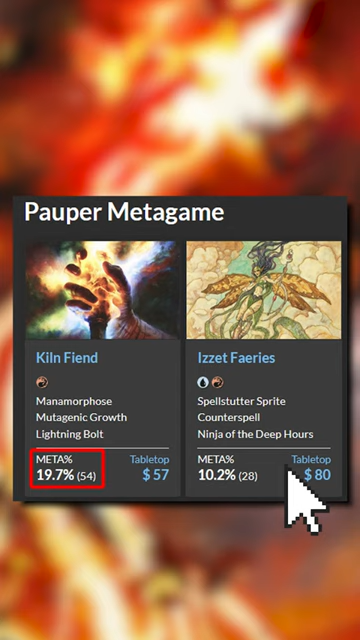 Pauper Metagame
Kiln Fiend
Manamorphose
Mutagenic Growth
Lightning Bolt
META%
Tabletop
19.7% (54)
$ 57
Izzet Faeries
Spellstutter Sprite
Counterspell
Ninja of the Deep Hours
META%
Tabletop
10.2% (28)
$ 80